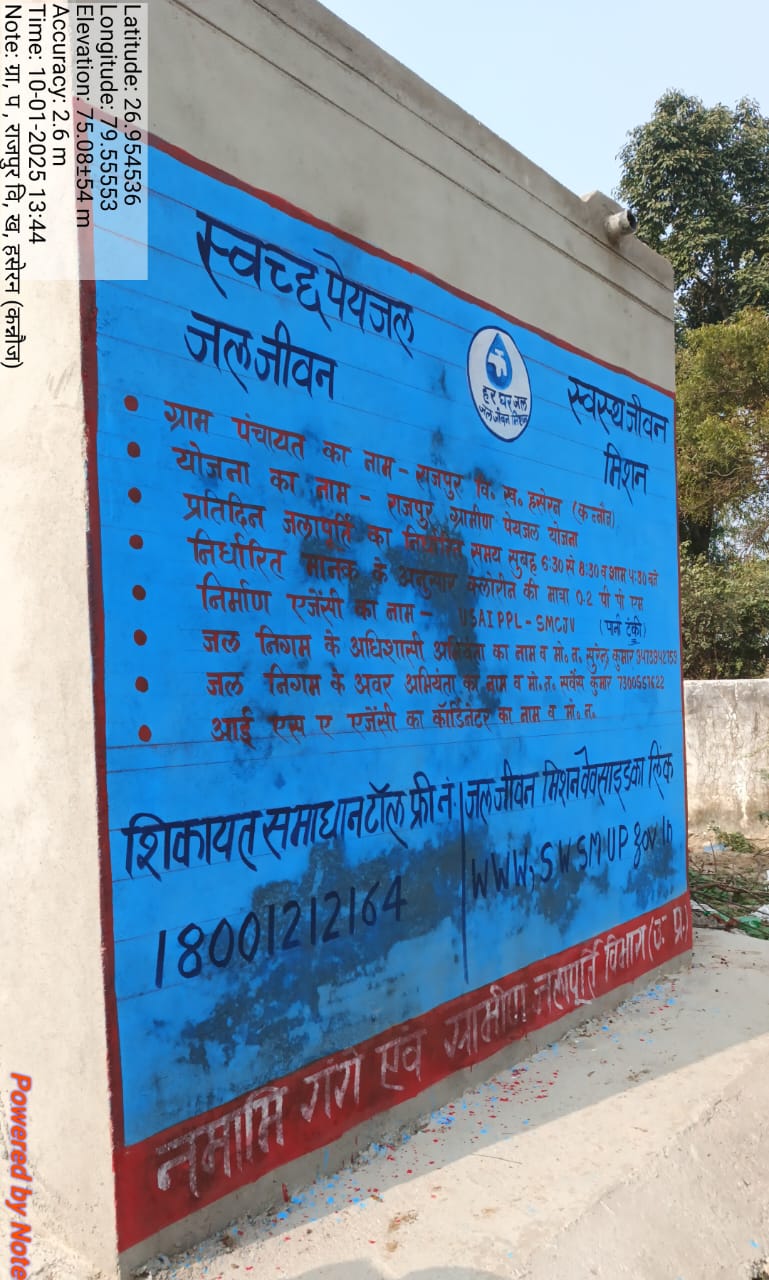 Latitude: 26.954536
Longitude: 79.55553
Elevation: 75.08±54 m
Accuracy: 2.6 m
Time: 10-01-2025 13:44
Note: ग्रा, प , राजपुर वि, ख, हसेरन (कन्नौज)
स्वच्छ पेयजल
स्वस्थ जीवन
जल जीवन
मिशन
हर घर जल
जल जीवन मिशन
• ग्राम पंचायत का नाम - राजपुर वि. ख. हसेरन (कन्नौज)
• योजना का नाम - राजपुर ग्रामीण पेयजल योजना
• प्रतिदिन जलापूर्ति का निर्धारित समय सुबह 6:30 से 8:30 व शाम 4:30 बजे
• निर्धारित मानक के अनुसार क्लोरीन की मात्रा 0.2 पी पी एम
• निर्माण एजेंसी का नाम - USAIPPL-SMCJV (पानी टंकी)
• जल निगम के अधिशासी अभियंता का नाम व मो. न. सुरेन्द्र कुमार
• जल निगम के अवर अभियंता का नाम व मो. न. सर्वेस कुमार
• आई एस ए एजेंसी का कॉर्डिनेटर का नाम व मो. न.
शिकायत समाधान टॉल फ्री नं
18001212164
जल जीवन मिशन वेवसाइड का लिंक
WWW; SWSMUP gov in
नमामि गंगे एवं ग्रामीण जलापूर्ति विभाग (उ. प्र.)
Powered by Note